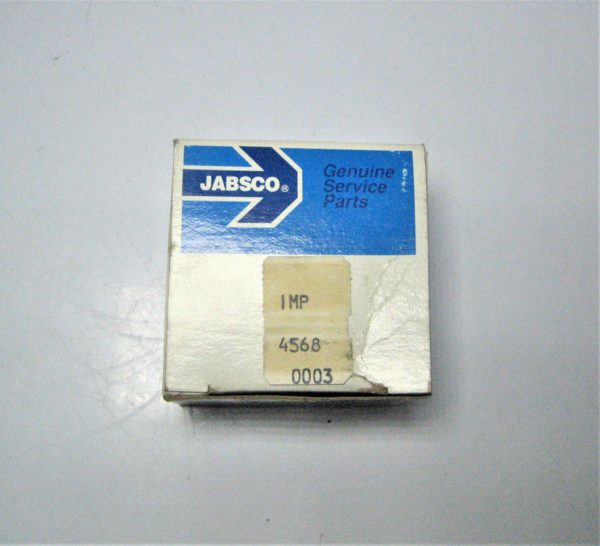 JABSCO®
Genuine
Service
Parts
IMP
4568
0003